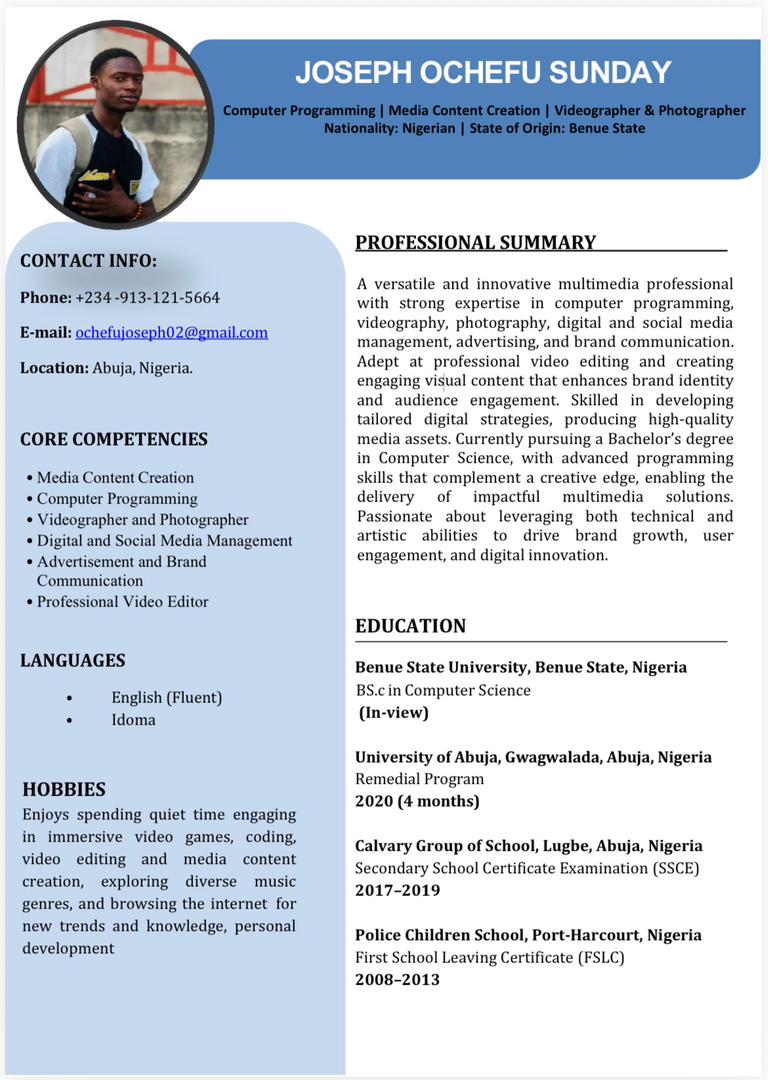 JOSEPH OCHEFU SUNDAY
Computer Programming | Media Content Creation | Videographer & Photographer
Nationality: Nigerian | State of Origin: Benue State
CONTACT INFO:
Phone: +234-913-121-5664
E-mail: ochefujoseph02@gmail.com
Location: Abuja, Nigeria.
CORE COMPETENCIES
• Media Content Creation
• Computer Programming
• Videographer and Photographer
• Digital and Social Media Management
• Advertisement and Brand
Communication
• Professional Video Editor
LANGUAGES
• English (Fluent)
• Idoma
HOBBIES
Enjoys spending quiet time engaging
in immersive video games, coding,
video editing and media content
creation, exploring diverse music
genres, and browsing the internet for
new trends and knowledge, personal
development
PROFESSIONAL SUMMARY
A versatile and innovative multimedia professional
with strong expertise in computer programming,
videography, photography, digital and social media
management, advertising, and brand communication.
Adept at professional video editing and creating
engaging visual content that enhances brand identity
and audience engagement. Skilled in developing
tailored digital strategies, producing high-quality
media assets. Currently pursuing a Bachelor's degree
in Computer Science, with advanced programming
skills that complement a creative edge, enabling the
delivery of impactful multimedia solutions.
Passionate about leveraging both technical and
artistic abilities to drive brand growth, user
engagement, and digital innovation.
EDUCATION
Benue State University, Benue State, Nigeria
BS.c in Computer Science
(In-view)
University of Abuja, Gwagwalada, Abuja, Nigeria
Remedial Program
2020 (4 months)
Calvary Group of School, Lugbe, Abuja, Nigeria
Secondary School Certificate Examination (SSCE)
2017–2019
Police Children School, Port-Harcourt, Nigeria
First School Leaving Certificate (FSLC)
2008–2013